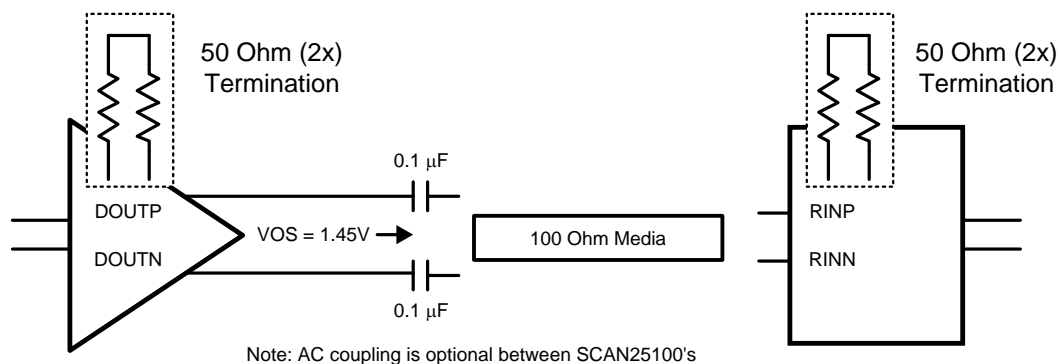 50 Ohm (2x)
Termination
50 Ohm (2x)
Termination
0.1 μF
DOUTP
VOS = 1.45V
DOUTN
100 Ohm Media
RINP
RINN
0.1 μF
Note: AC coupling is optional between SCAN25100's